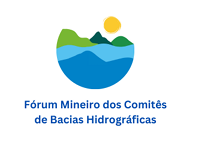 Fórum Mineiro dos Comitês
de Bacias Hidrográficas